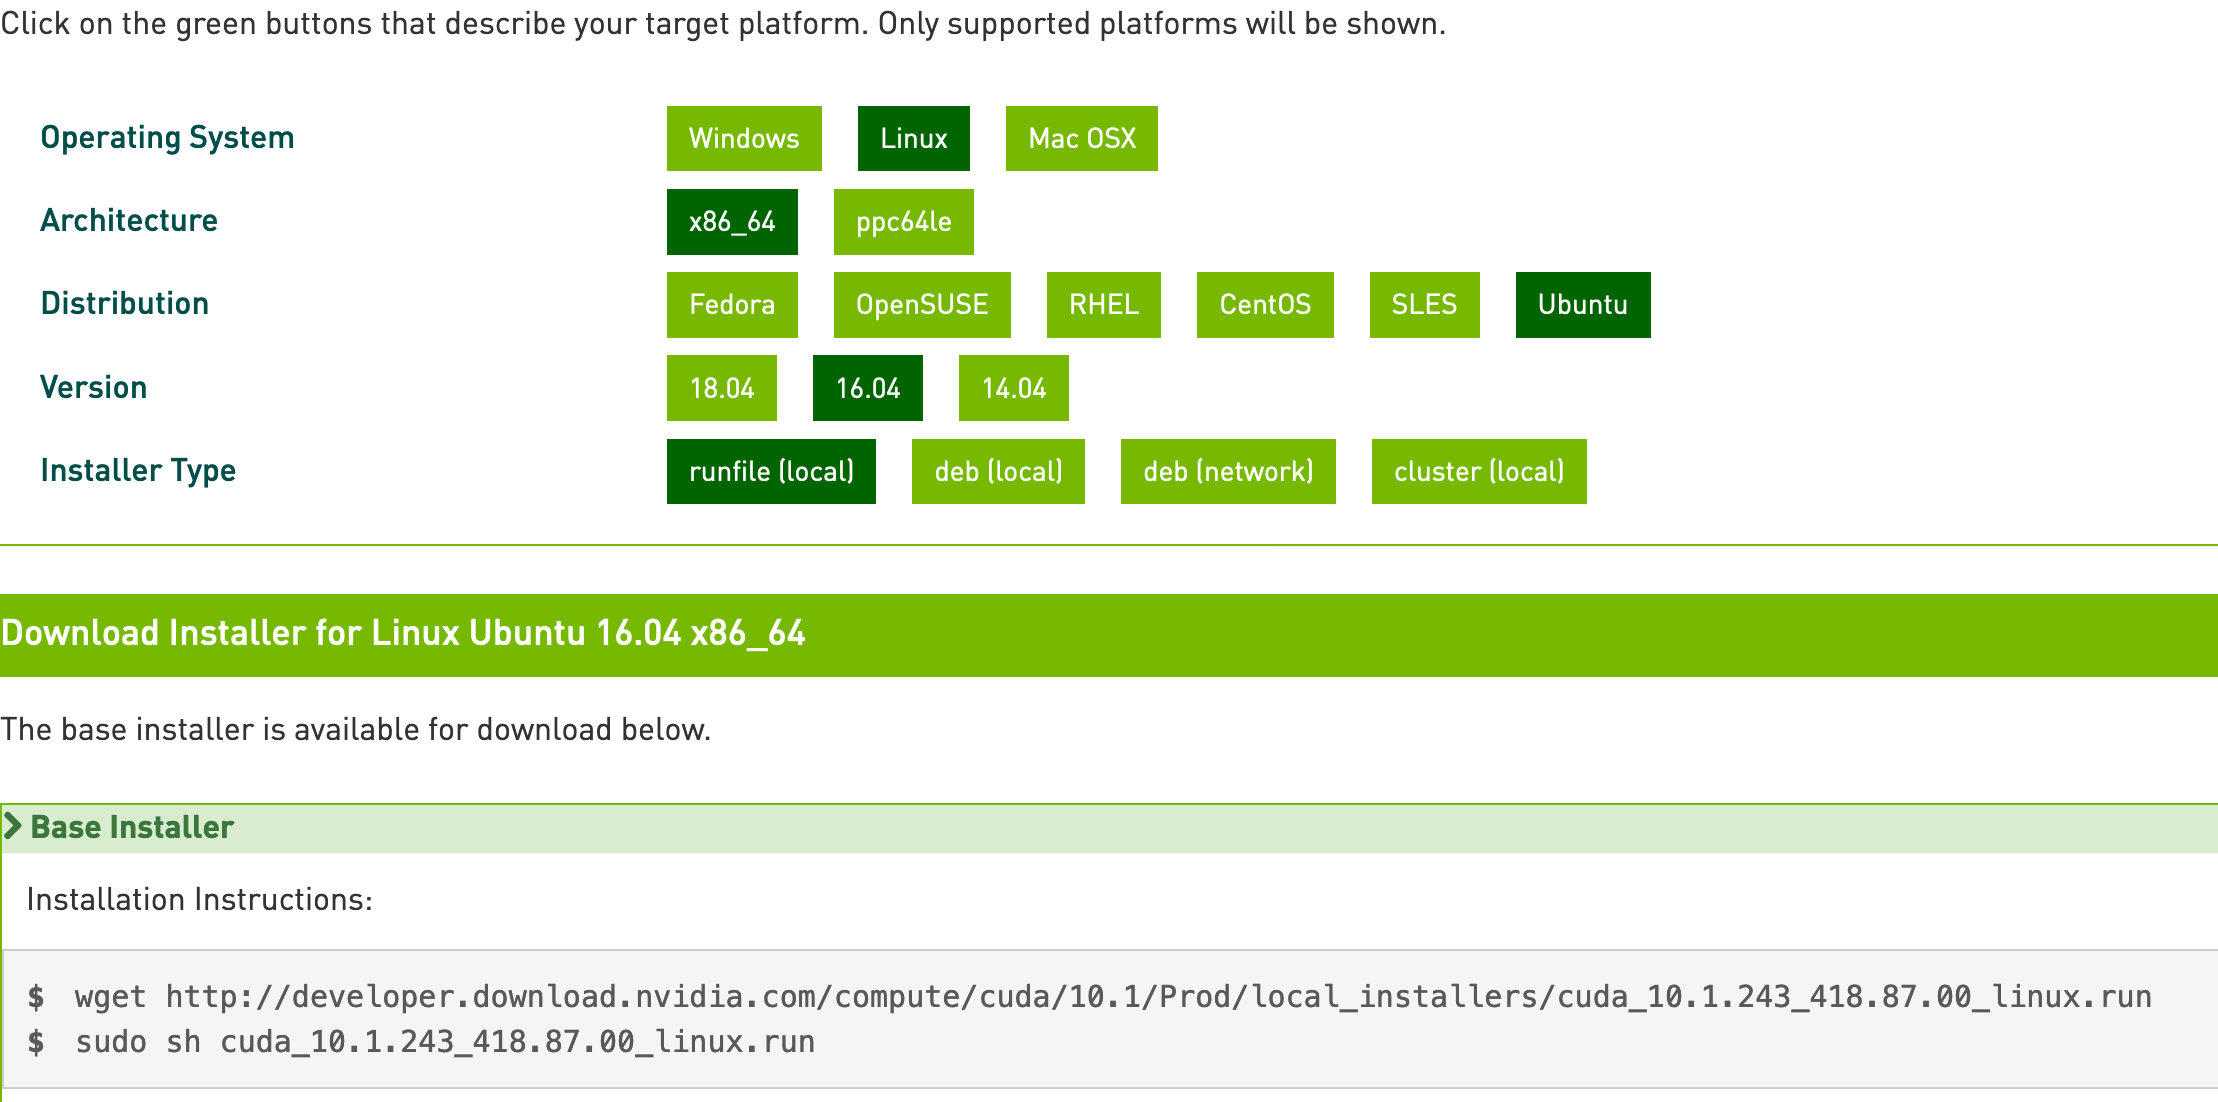 Click on the green buttons that describe your target platform. Only supported platforms will be shown.
Operating System Windows Linux Mac OSX
Architecture x86_64 ppc64le
Distribution Fedora OpenSUSE RHEL CentOS SLES Ubuntu
Version 18.04 16.04 14.04
Installer Type runfile (local) deb (local) deb (network) cluster (local)
Download Installer for Linux Ubuntu 16.04 x86_64
The base installer is available for download below.
Base Installer
Installation Instructions:
$ wget http://developer.download.nvidia.com/compute/cuda/10.1/Prod/local_installers/cuda_10.1.243_418.87.00_linux.run
$ sudo sh cuda_10.1.243_418.87.00_linux.run